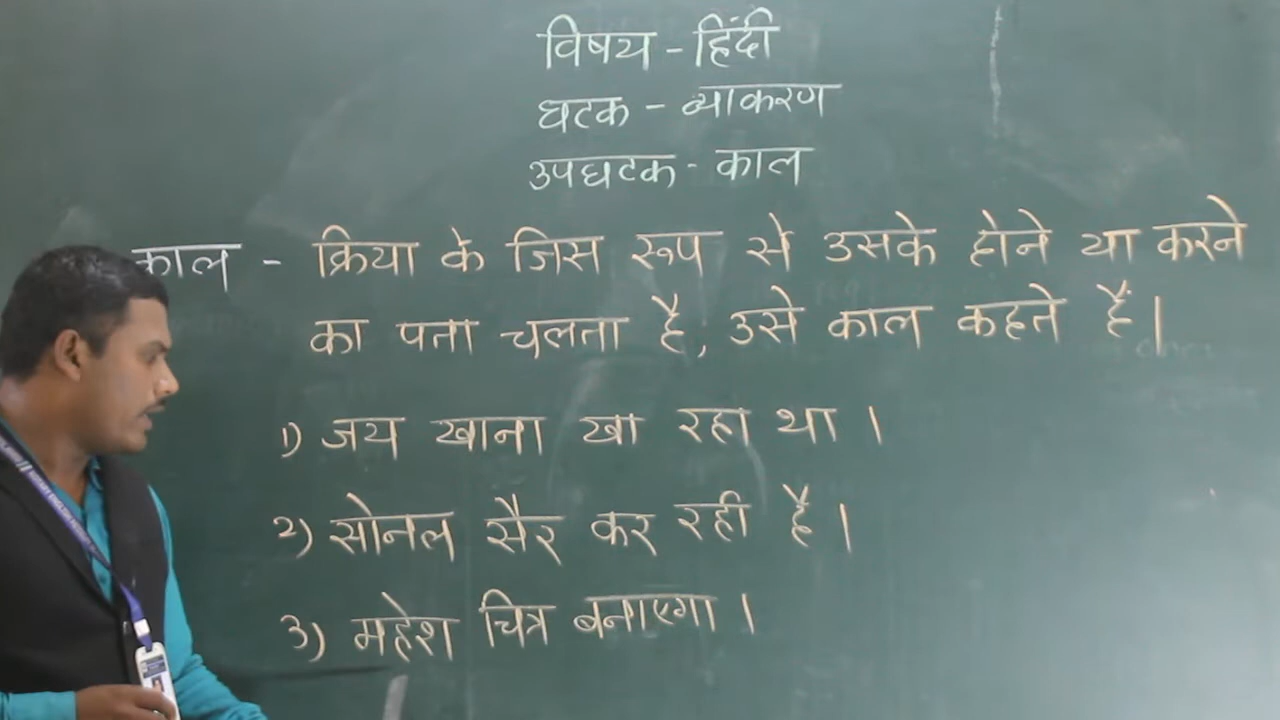 विषय - हिंदी
घटक - व्याकरण
उपघटक - काल
काल - क्रिया के जिस रूप से उसके होने या करने
का पता चलता है, उसे काल कहते हैं।
1) जय खाना खा रहा था ।
2) सोनल सैर कर रही है ।
3) महेश चित्र बनाएगा ।